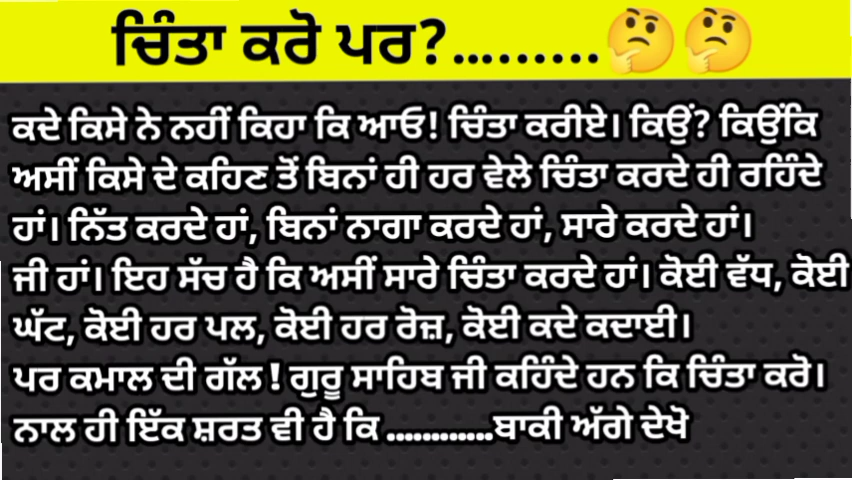 ਚਿੰਤਾ ਕਰੋ ਪਰ?.........🤔🤔
ਕਦੇ ਕਿਸੇ ਨੇ ਨਹੀਂ ਕਿਹਾ ਕਿ ਆਓ! ਚਿੰਤਾ ਕਰੀਏ। ਕਿਉਂ? ਕਿਉਂਕਿ
ਅਸੀਂ ਕਿਸੇ ਦੇ ਕਹਿਣ ਤੋਂ ਬਿਨਾਂ ਹੀ ਹਰ ਵੇਲੇ ਚਿੰਤਾ ਕਰਦੇ ਹੀ ਰਹਿੰਦੇ
ਹਾਂ। ਨਿੱਤ ਕਰਦੇ ਹਾਂ, ਬਿਨਾਂ ਨਾਗਾ ਕਰਦੇ ਹਾਂ, ਸਾਰੇ ਕਰਦੇ ਹਾਂ।
ਜੀ ਹਾਂ। ਇਹ ਸੱਚ ਹੈ ਕਿ ਅਸੀਂ ਸਾਰੇ ਚਿੰਤਾ ਕਰਦੇ ਹਾਂ। ਕੋਈ ਵੱਧ, ਕੋਈ
ਘੱਟ, ਕੋਈ ਹਰ ਪਲ, ਕੋਈ ਹਰ ਰੋਜ਼, ਕੋਈ ਕਦੇ ਕਦਾਈ।
ਪਰ ਕਮਾਲ ਦੀ ਗੱਲ ! ਗੁਰੂ ਸਾਹਿਬ ਜੀ ਕਹਿੰਦੇ ਹਨ ਕਿ ਚਿੰਤਾ ਕਰੋ।
ਨਾਲ ਹੀ ਇੱਕ ਸ਼ਰਤ ਵੀ ਹੈ ਕਿ ............ਬਾਕੀ ਅੱਗੇ ਦੇਖੋ